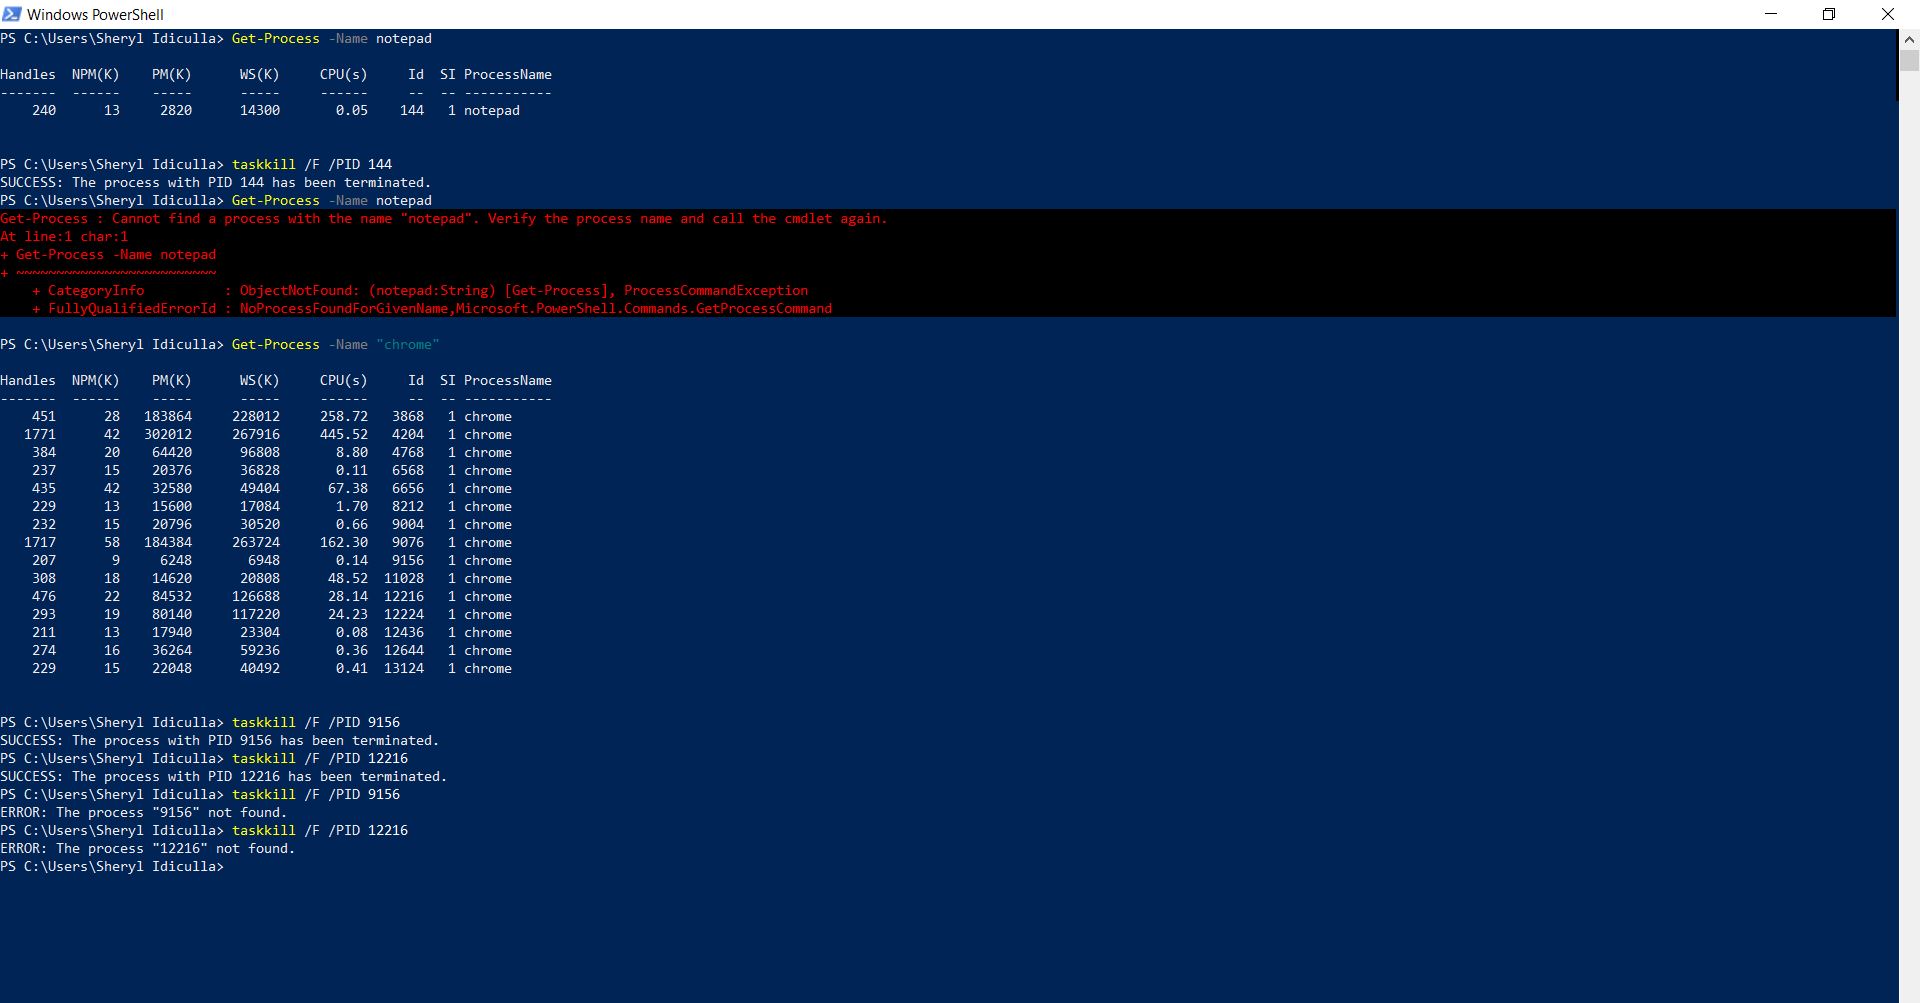 Windows PowerShell
PS C:\Users\Sheryl Idiculla> Get-Process -Name notepad
Handles  NPM(K)    PM(K)      WS(K)     CPU(s)     Id  SI ProcessName
-------  ------    -----      -----     ------     --  -- -----------
    240      13     2820      14300       0.05    144   1 notepad
PS C:\Users\Sheryl Idiculla> taskkill /F /PID 144
SUCCESS: The process with PID 144 has been terminated.
PS C:\Users\Sheryl Idiculla> Get-Process -Name notepad
Get-Process : Cannot find a process with the name "notepad". Verify the process name and call the cmdlet again.
At line:1 char:1
+ Get-Process -Name notepad
+ ~~~~~~~~~~~~~~~~~~~~~~~~~
    + CategoryInfo          : ObjectNotFound: (notepad:String) [Get-Process], ProcessCommandException
    + FullyQualifiedErrorId : NoProcessFoundForGivenName,Microsoft.PowerShell.Commands.GetProcessCommand
PS C:\Users\Sheryl Idiculla> Get-Process -Name "chrome"
Handles  NPM(K)    PM(K)      WS(K)     CPU(s)     Id  SI ProcessName
-------  ------    -----      -----     ------     --  -- -----------
    451      28   183864     228012     258.72   3868   1 chrome
   1771      42   302012     267916     445.52   4204   1 chrome
    384      20    64420      96808       8.80   4768   1 chrome
    237      15    20376      36828       0.11   6568   1 chrome
    435      42    32580      49404      67.38   6656   1 chrome
    229      13    15600      17084       1.70   8212   1 chrome
    232      15    20796      30520       0.66   9004   1 chrome
   1717      58   184384     263724     162.30   9076   1 chrome
    207       9     6248       6948       0.14   9156   1 chrome
    308      18    14620      20808      48.52  11028   1 chrome
    476      22    84532     126688      28.14  12216   1 chrome
    293      19    80140     117220      24.23  12224   1 chrome
    211      13    17940      23304       0.08  12436   1 chrome
    274      16    36264      59236       0.36  12644   1 chrome
    229      15    22048      40492       0.41  13124   1 chrome
PS C:\Users\Sheryl Idiculla> taskkill /F /PID 9156
SUCCESS: The process with PID 9156 has been terminated.
PS C:\Users\Sheryl Idiculla> taskkill /F /PID 12216
SUCCESS: The process with PID 12216 has been terminated.
PS C:\Users\Sheryl Idiculla> taskkill /F /PID 9156
ERROR: The process "9156" not found.
PS C:\Users\Sheryl Idiculla> taskkill /F /PID 12216
ERROR: The process "12216" not found.
PS C:\Users\Sheryl Idiculla>